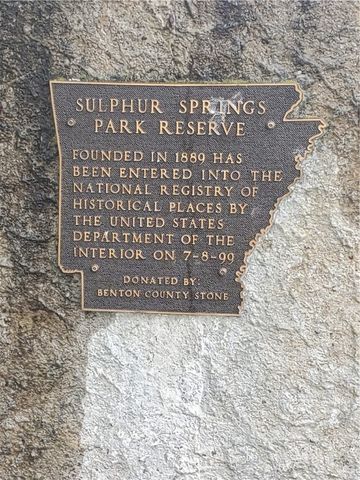 SULPHUR SPRINGS
PARK RESERVE
FOUNDED IN 1889 HAS
BEEN ENTERED INTO THE
NATIONAL REGISTRY OF
HISTORICAL PLACES BY
THE UNITED STATES
DEPARTMENT OF THE
INTERIOR ON 7-8-99
DONATED BY:
BENTON COUNTY STONE